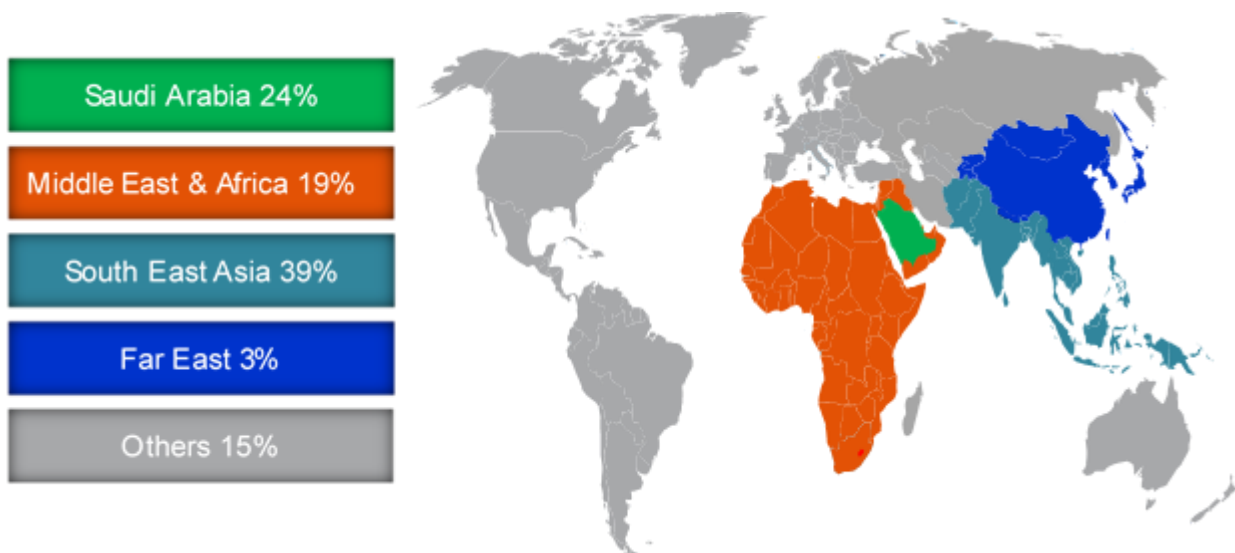 Saudi Arabia 24%
Middle East & Africa 19%
South East Asia 39%
Far East 3%
Others 15%